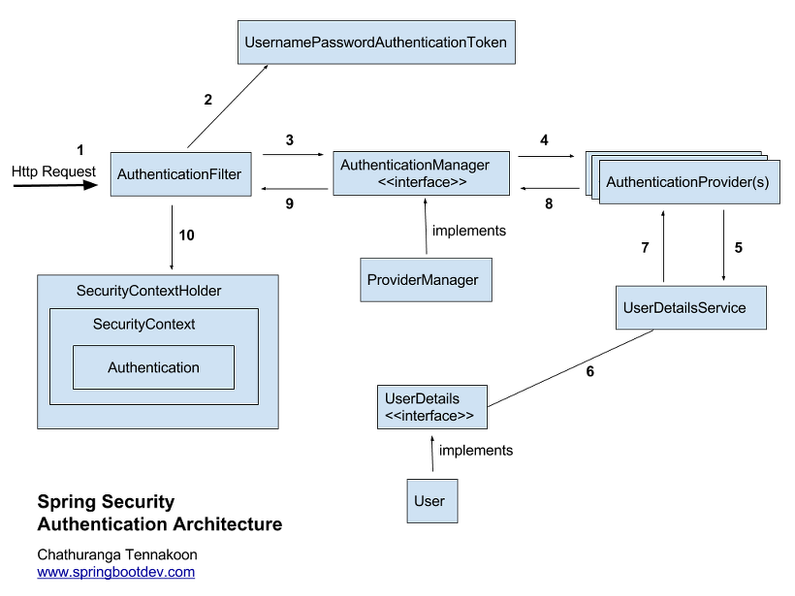 UsernamePasswordAuthenticationToken
2
1
Http Request
AuthenticationFilter
3
AuthenticationManager
<<interface>>
4
AuthenticationProvider(s)
9
8
10
implements
7
5
ProviderManager
SecurityContextHolder
SecurityContext
Authentication
UserDetailsService
6
UserDetails
<<interface>>
implements
User
Spring Security
Authentication Architecture
Chathuranga Tennakoon
www.springbootdev.com